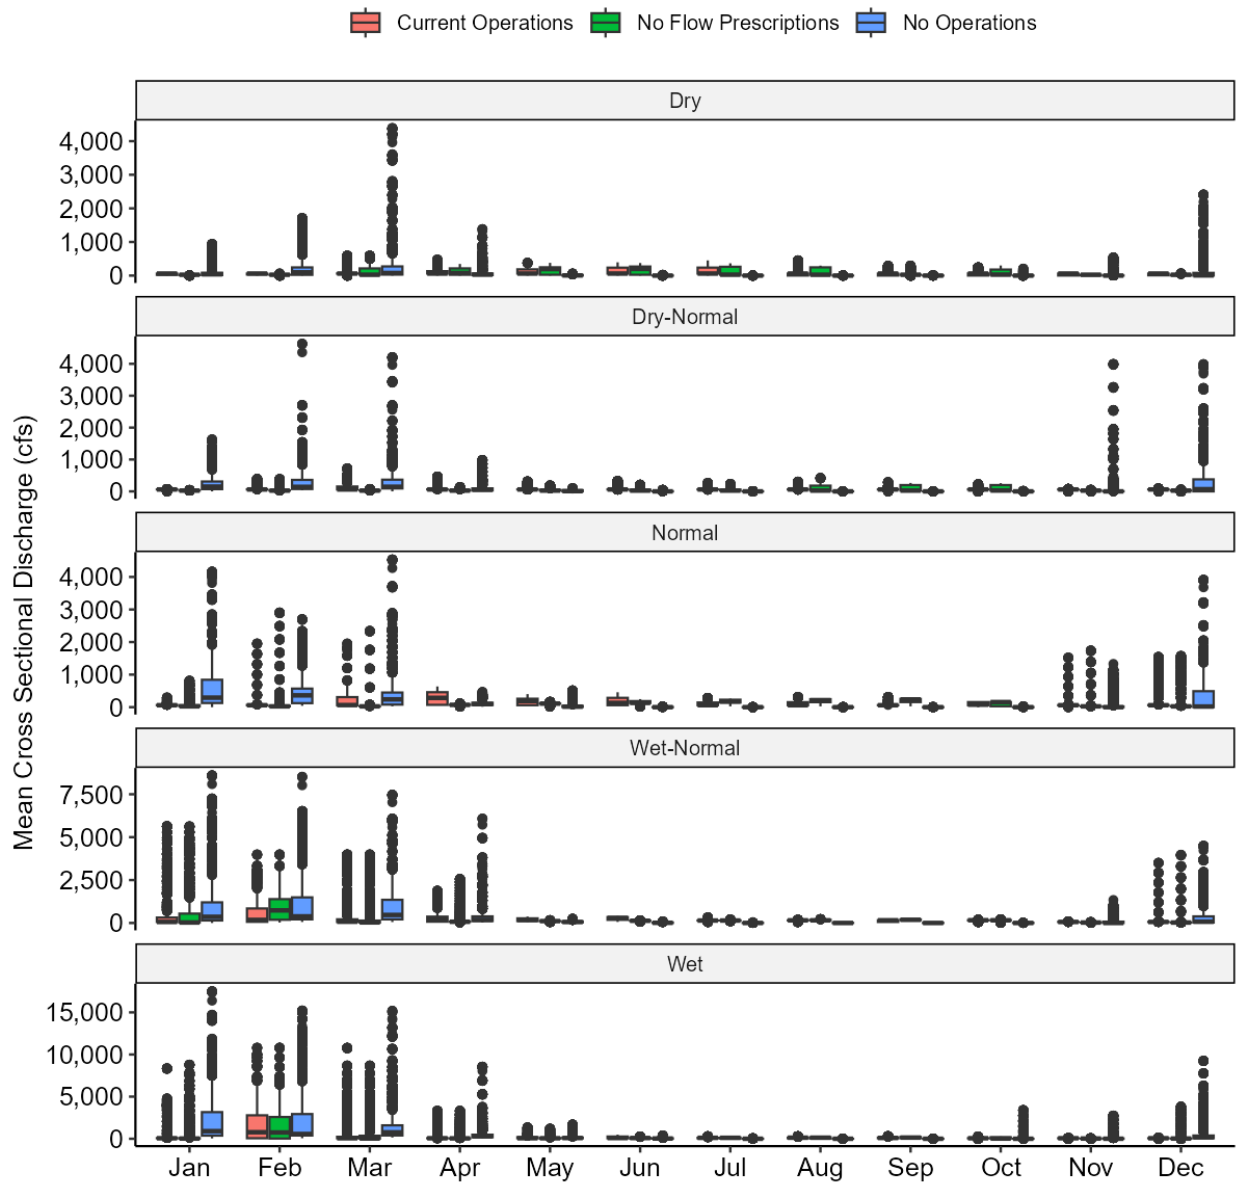 Current Operations No Flow Prescriptions No Operations
Dry
4,000
3,000
2,000
1,000
0
Dry-Normal
4,000
3,000
2,000
1,000
0
Normal
4,000
3,000
2,000
1,000
0
Wet-Normal
7,500
5,000
2,500
0
Wet
15,000
10,000
5,000
0
Mean Cross Sectional Discharge (cfs)
Jan Feb Mar Apr May Jun Jul Aug Sep Oct Nov Dec